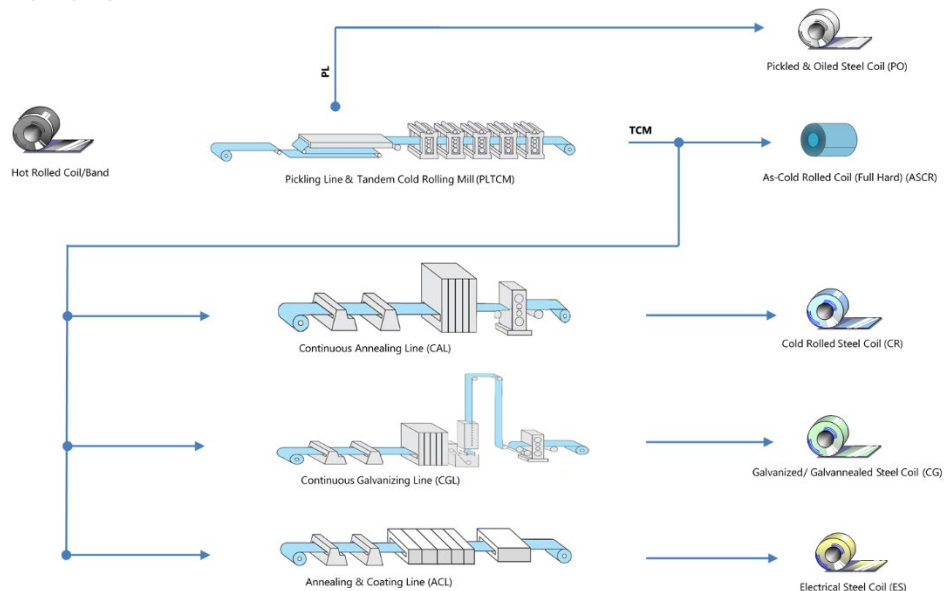 Pickled & Oiled Steel Coil (PO)
PL
TCM
Hot Rolled Coil/Band
Pickling Line & Tandem Cold Rolling Mill (PLTCM)
As-Cold Rolled Coil (Full Hard) (ASCR)
Continuous Annealing Line (CAL)
Cold Rolled Steel Coil (CR)
Continuous Galvanizing Line (CGL)
Galvanized/ Galvannealed Steel Coil (CG)
Annealing & Coating Line (ACL)
Electrical Steel Coil (ES)